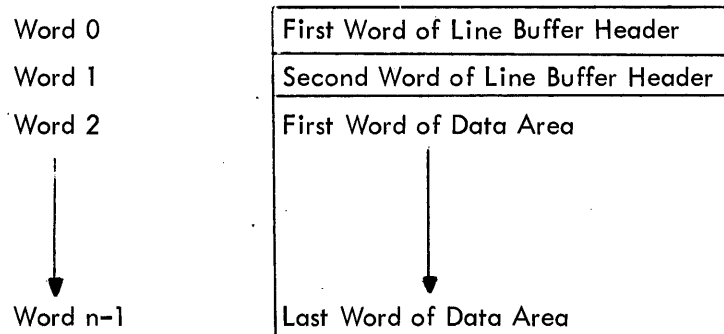 Word 0 First Word of Line Buffer Header
Word 1 Second Word of Line Buffer Header
Word 2 First Word of Data Area
Word n-1 Last Word of Data Area